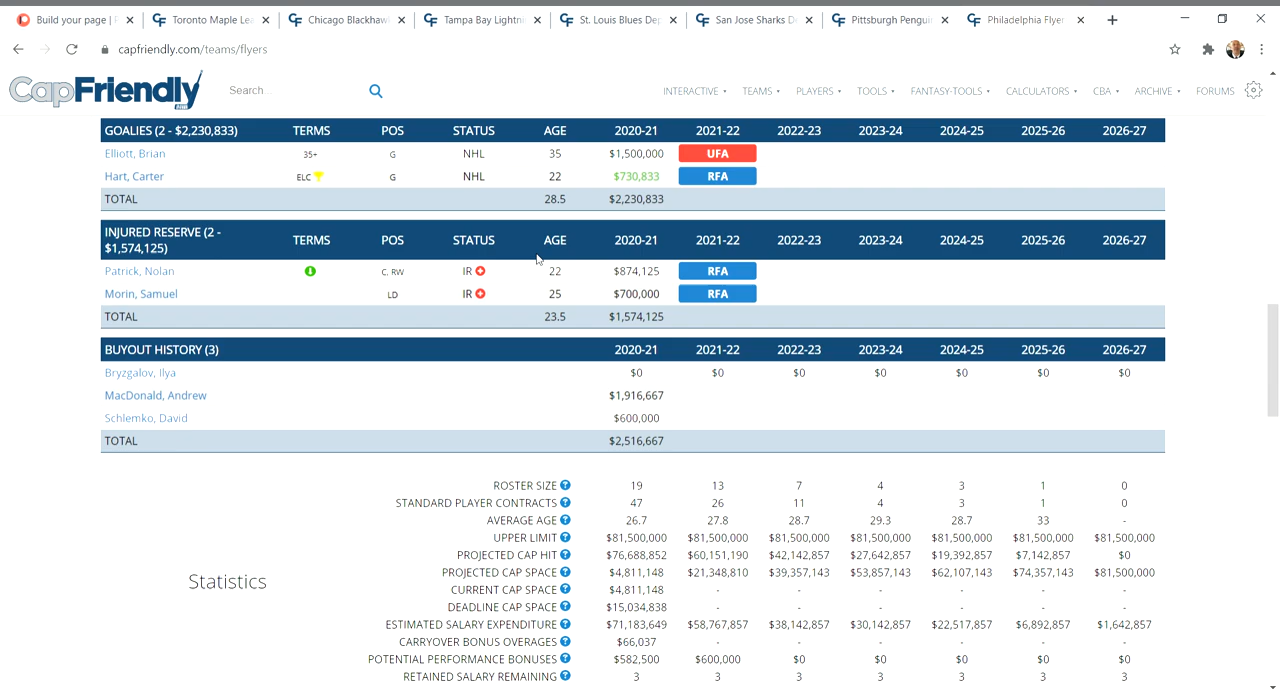 Build your page |
Toronto Maple Lea
Chicago Blackhaw
Tampa Bay Lightni
St. Louis Blues Dep
San Jose Sharks D
Pittsburgh Pengui
Philadelphia Flye
capfriendly.com/teams/flyers
CapFriendly
Search...
INTERACTIVE TEAMS PLAYERS TOOLS FANTASY-TOOLS CALCULATORS CBA ARCHIVE FORUMS
GOALIES (2 - $2,230,833) TERMS POS STATUS AGE 2020-21 2021-22 2022-23 2023-24 2024-25 2025-26 2026-27
Elliott, Brian 35+ G NHL 35 $1,500,000 UFA
Hart, Carter ELC G NHL 22 $730,833 RFA
TOTAL 28.5 $2,230,833
INJURED RESERVE (2 -
$1,574,125) TERMS POS STATUS AGE 2020-21 2021-22 2022-23 2023-24 2024-25 2025-26 2026-27
Patrick, Nolan C, RW IR 22 $874,125 RFA
Morin, Samuel LD IR 25 $700,000 RFA
TOTAL 23.5 $1,574,125
BUYOUT HISTORY (3) 2020-21 2021-22 2022-23 2023-24 2024-25 2025-26 2026-27
Bryzgalov, Ilya $0 $0 $0 $0 $0 $0 $0
MacDonald, Andrew $1,916,667
Schlemko, David $600,000
TOTAL $2,516,667
ROSTER SIZE 19 13 7 4 3 1 0
STANDARD PLAYER CONTRACTS 47 26 11 4 3 1 0
AVERAGE AGE 26.7 27.8 28.7 29.3 28.7 33 -
UPPER LIMIT $81,500,000 $81,500,000 $81,500,000 $81,500,000 $81,500,000 $81,500,000 $81,500,000
PROJECTED CAP HIT $76,688,852 $60,151,190 $42,142,857 $27,642,857 $19,392,857 $7,142,857 $0
PROJECTED CAP SPACE $4,811,148 $21,348,810 $39,357,143 $53,857,143 $62,107,143 $74,357,143 $81,500,000
Statistics
CURRENT CAP SPACE $4,811,148 - - - - - -
DEADLINE CAP SPACE $15,034,838 - - - - - -
ESTIMATED SALARY EXPENDITURE $71,183,649 $58,767,857 $38,142,857 $30,142,857 $22,517,857 $6,892,857 $1,642,857
CARRYOVER BONUS OVERAGES $66,037 - - - - - -
POTENTIAL PERFORMANCE BONUSES $582,500 $600,000 $0 $0 $0 $0 $0
RETAINED SALARY REMAINING 3 3 3 3 3 3 3